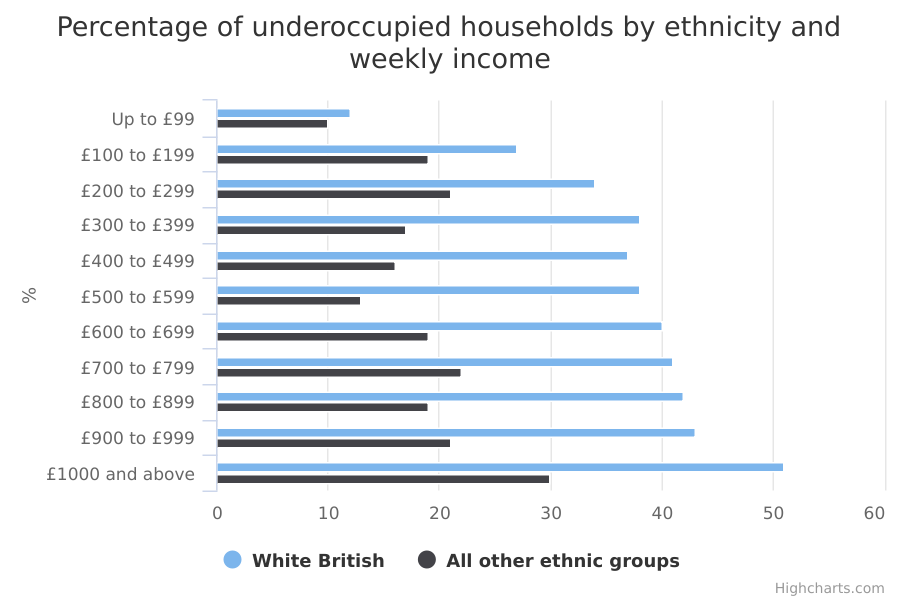 Percentage of underoccupied households by ethnicity and
weekly income
Up to £99
£100 to £199
£200 to £299
£300 to £399
£400 to £499
£500 to £599
£600 to £699
£700 to £799
£800 to £899
£900 to £999
£1000 and above
%
0 10 20 30 40 50 60
White British All other ethnic groups
Highcharts.com